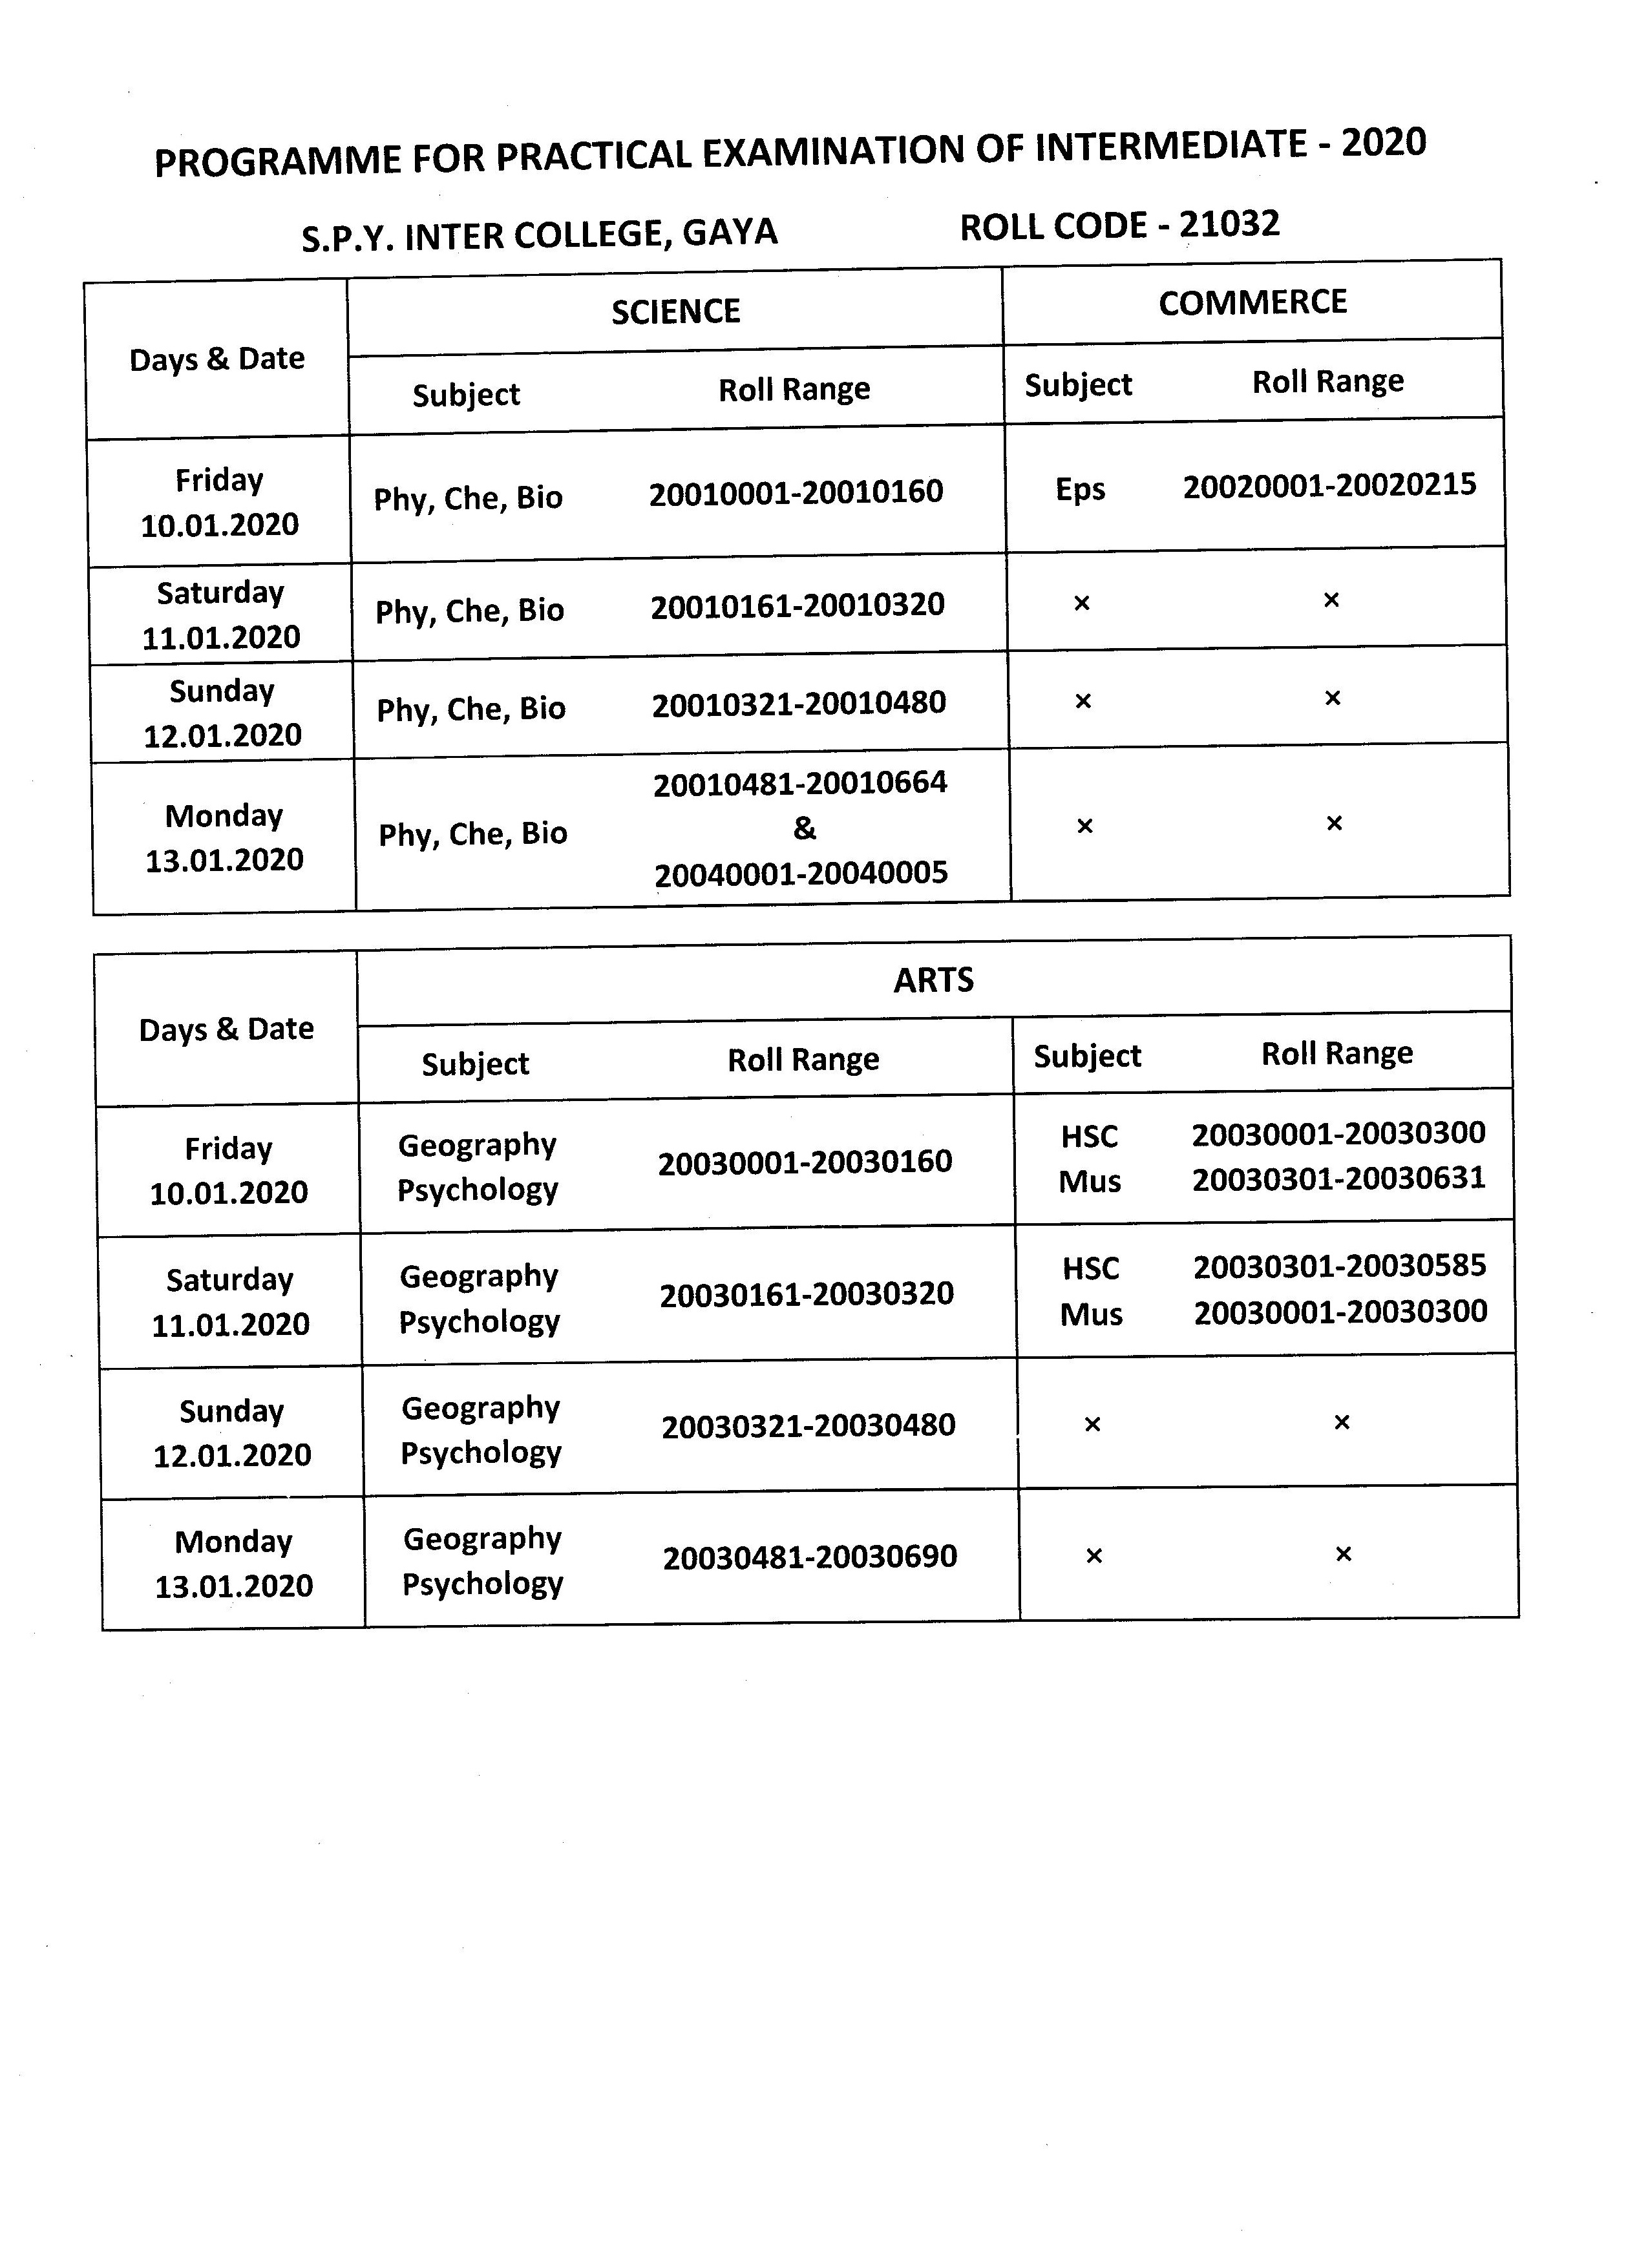 PROGRAMME FOR PRACTICAL EXAMINATION OF INTERMEDIATE - 2020
S.P.Y. INTER COLLEGE, GAYA ROLL CODE - 21032
Days & Date SCIENCE COMMERCE
Subject Roll Range Subject Roll Range
Friday
10.01.2020 Phy, Che, Bio 20010001-20010160 Eps 20020001-20020215
Saturday
11.01.2020 Phy, Che, Bio 20010161-20010320 × ×
Sunday
12.01.2020 Phy, Che, Bio 20010321-20010480 × ×
Monday
13.01.2020 Phy, Che, Bio 20010481-20010664
&
20040001-20040005 × ×
Days & Date ARTS
Subject Roll Range Subject Roll Range
Friday
10.01.2020 Geography
Psychology 20030001-20030160 HSC 20030001-20030300
Mus 20030301-20030631
Saturday
11.01.2020 Geography
Psychology 20030161-20030320 HSC 20030301-20030585
Mus 20030001-20030300
Sunday
12.01.2020 Geography
Psychology 20030321-20030480 × ×
Monday
13.01.2020 Geography
Psychology 20030481-20030690 × ×